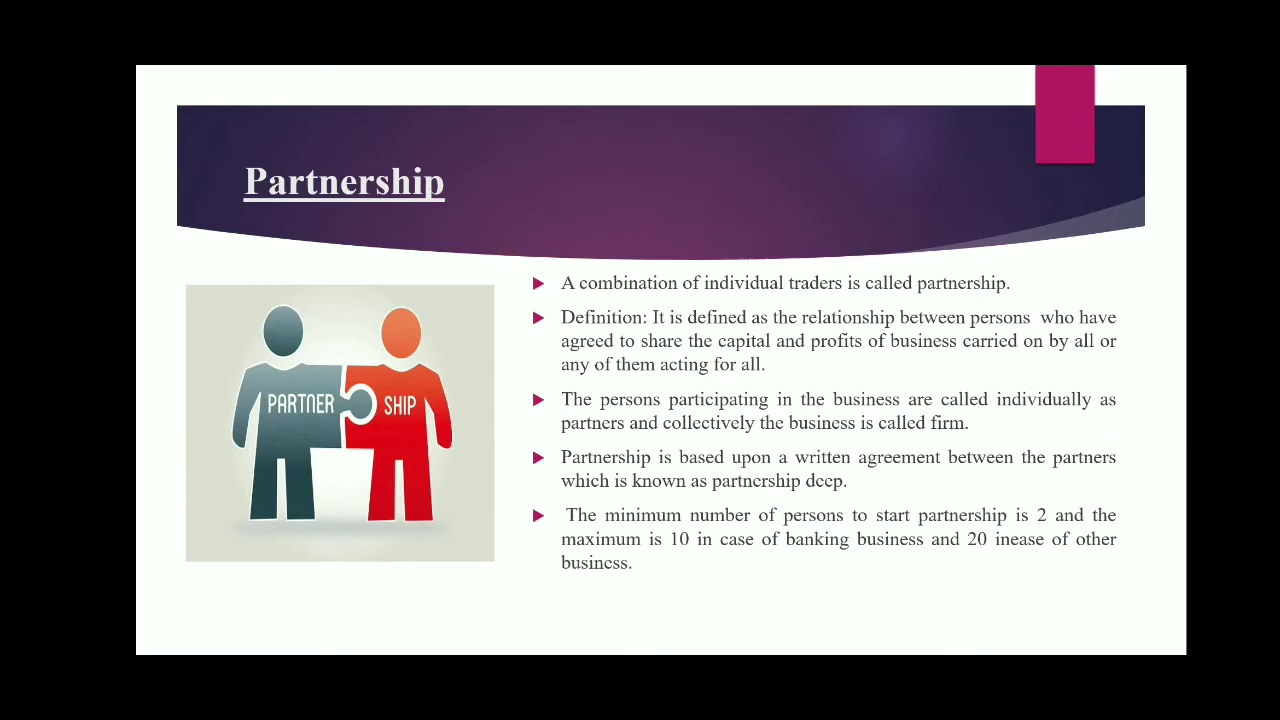 Partnership
A combination of individual traders is called partnership.
Definition: It is defined as the relationship between persons who have
agreed to share the capital and profits of business carried on by all or
any of them acting for all.
The persons participating in the business are called individually as
partners and collectively the business is called firm.
Partnership is based upon a written agreement between the partners
which is known as partnership deep.
The minimum number of persons to start partnership is 2 and the
maximum is 10 in case of banking business and 20 inease of other
business.
PARTNER SHIP